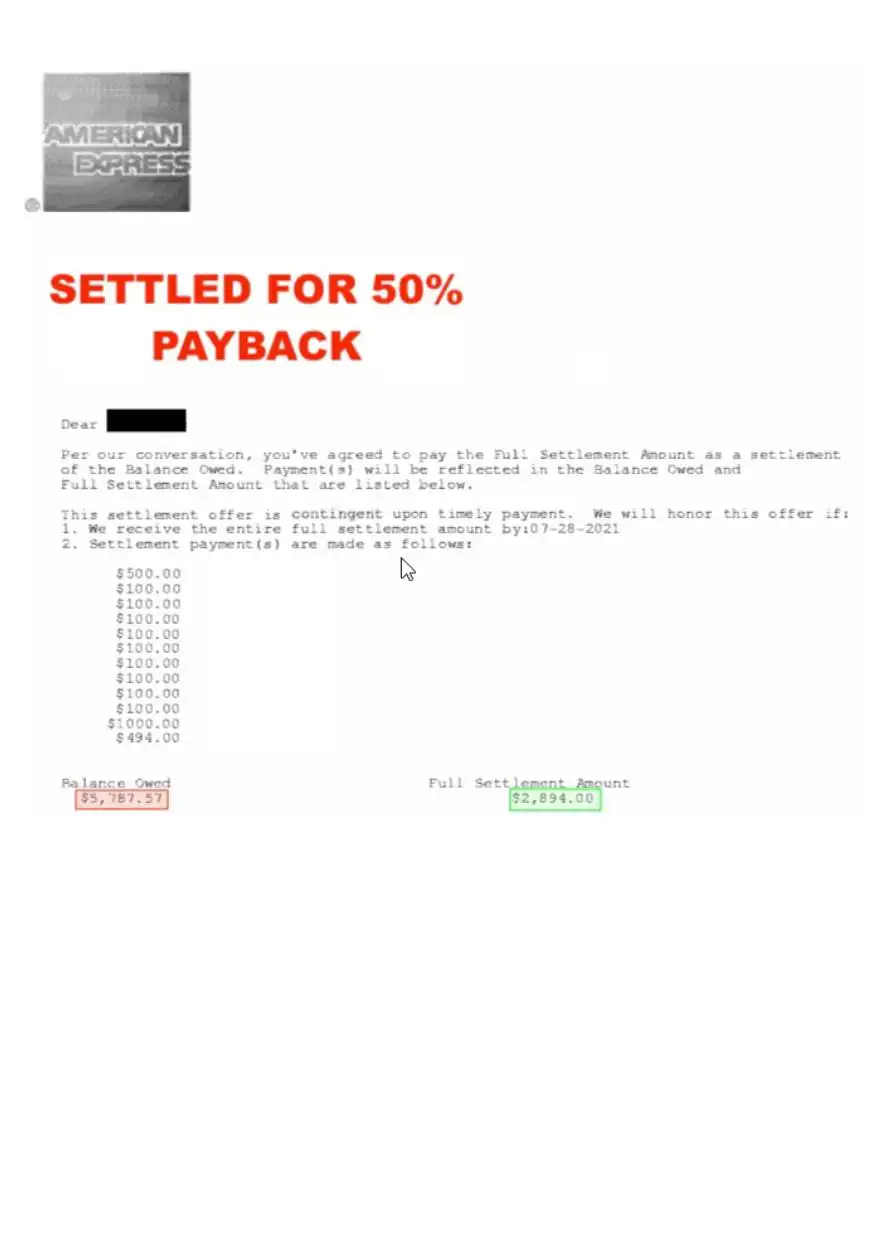 AMERICAN
EXPRESS
SETTLED FOR 50%
PAYBACK
Dear
Per our conversation, you've agreed to pay the Full Settlement Amount as a settlement
of the Balance Owed.  Payment(s) will be reflected in the Balance Owed and
Full Settlement Amount that are listed below.
This settlement offer is contingent upon timely payment.  We will honor this offer if:
1. We receive the entire full settlement amount by:07-28-2021
2. Settlement payment(s) are made as follows:
$500.00
$100.00
$100.00
$100.00
$100.00
$100.00
$100.00
$100.00
$100.00
$100.00
$1000.00
$494.00
Balance Owed Full Settlement Amount
$5,787.57 $2,894.00